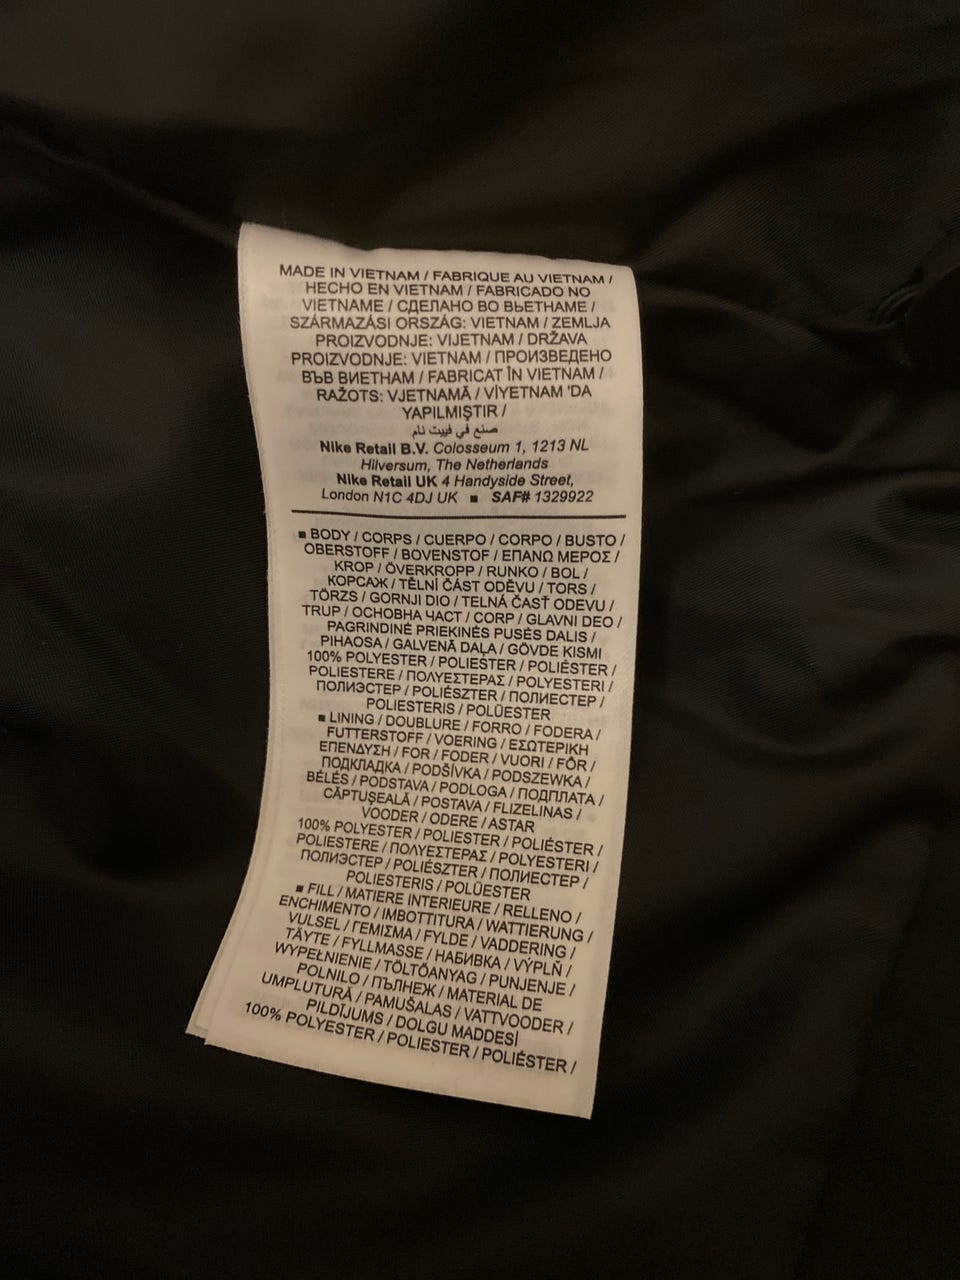 MADE IN VIETNAM / FABRIQUE AU VIETNAM /
HECHO EN VIETNAM / FABRICADO NO
VIETNAME / СДЕЛАНО ВО ВЬЕТНАМЕ /
SZÁRMAZÁSI ORSZÁG: VIETNAM / ZEMLJA
PROIZVODNJE: VIJETNAM / DRŽAVA
PROIZVODNJE: VIETNAM / ПРОИЗВЕДЕНО
ВЪВ ВИЕТНАМ / FABRICAT ÎN VIETNAM /
RAŽOTS: VJETNAMĀ / VİYETNAM 'DA
YAPILMIŞTIR /
صنع في فييت نام
Nike Retail B.V. Colosseum 1, 1213 NL
Hilversum, The Netherlands
Nike Retail UK 4 Handyside Street,
London N1C 4DJ UK ■ SAF# 1329922
■ BODY / CORPS / CUERPO / CORPO / BUSTO /
OBERSTOFF / BOVENSTOF / ΕΠΑΝΩ ΜΕΡΟΣ /
KROP / ÖVERKROPP / RUNKO / BOL /
КОРСАЖ / TĚLNÍ ČÁST ODĚVU / TORS /
TÖRZS / GORNJI DIO / TELNÁ ČASŤ ODEVU /
TRUP / ОСНОВНА ЧАСТ / CORP / GLAVNI DEO /
PAGRINDINĖ PRIEKINĖS PUSĖS DALIS /
PIHAOSA / GALVENĀ DAĻA / GÖVDE KISMI
100% POLYESTER / POLIESTER / POLIÉSTER /
POLIESTERE / ΠΟΛΥΕΣΤΕΡΑΣ / POLYESTERI /
ПОЛИЭСТЕР / POLIÉSZTER / ПОЛИЕСТЕР /
POLIESTERIS / POLÜESTER
■ LINING / DOUBLURE / FORRO / FODERA /
FUTTERSTOFF / VOERING / ΕΣΩΤΕΡΙΚΗ
ΕΠΕΝΔΥΣΗ / FOR / FODER / VUORI / FÔR /
ПОДКЛАДКА / PODŠÍVKA / PODSZEWKA /
BÉLÉS / PODSTAVA / PODLOGA / ПОДПЛАТА /
CĂPTUŞEALĂ / POSTAVA / FLIZELINAS /
VOODER / ODERE / ASTAR
100% POLYESTER / POLIESTER / POLIÉSTER /
POLIESTERE / ΠΟΛΥΕΣΤΕΡΑΣ / POLYESTERI /
ПОЛИЭСТЕР / POLIÉSZTER / ПОЛИЕСТЕР /
POLIESTERIS / POLÜESTER
■ FILL / MATIERE INTERIEURE / RELLENO /
ENCHIMENTO / IMBOTTITURA / WATTIERUNG /
VULSEL / ΓΕΜΙΣΜΑ / FYLDE / VADDERING /
TÄYTE / FYLLMASSE / НАБИВКА / VÝPLŇ /
WYPEŁNIENIE / TÖLTŐANYAG / PUNJENJE /
POLNILO / ПЪЛНЕЖ / MATERIAL DE
UMPLUTURĂ / PAMUŠALAS / VATTVOODER /
PILDĪJUMS / DOLGU MADDESİ
100% POLYESTER / POLIESTER / POLIÉSTER /